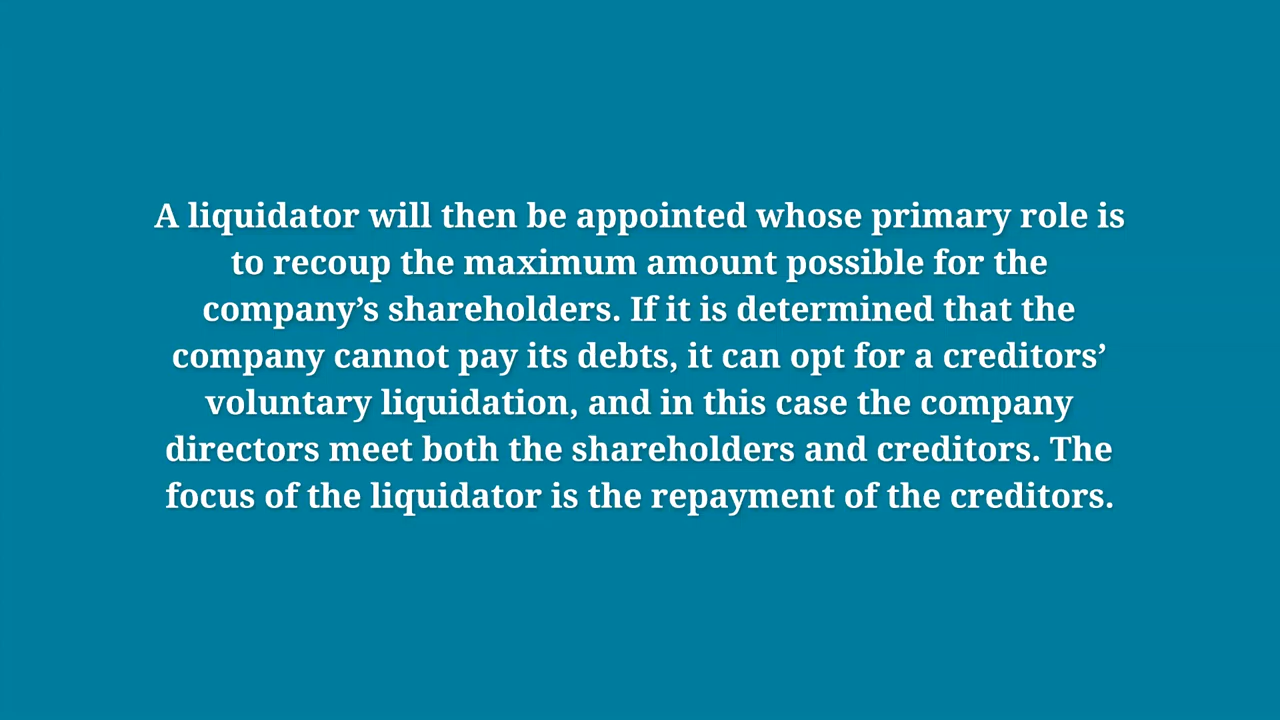 A liquidator will then be appointed whose primary role is
to recoup the maximum amount possible for the
company’s shareholders. If it is determined that the
company cannot pay its debts, it can opt for a creditors’
voluntary liquidation, and in this case the company
directors meet both the shareholders and creditors. The
focus of the liquidator is the repayment of the creditors.